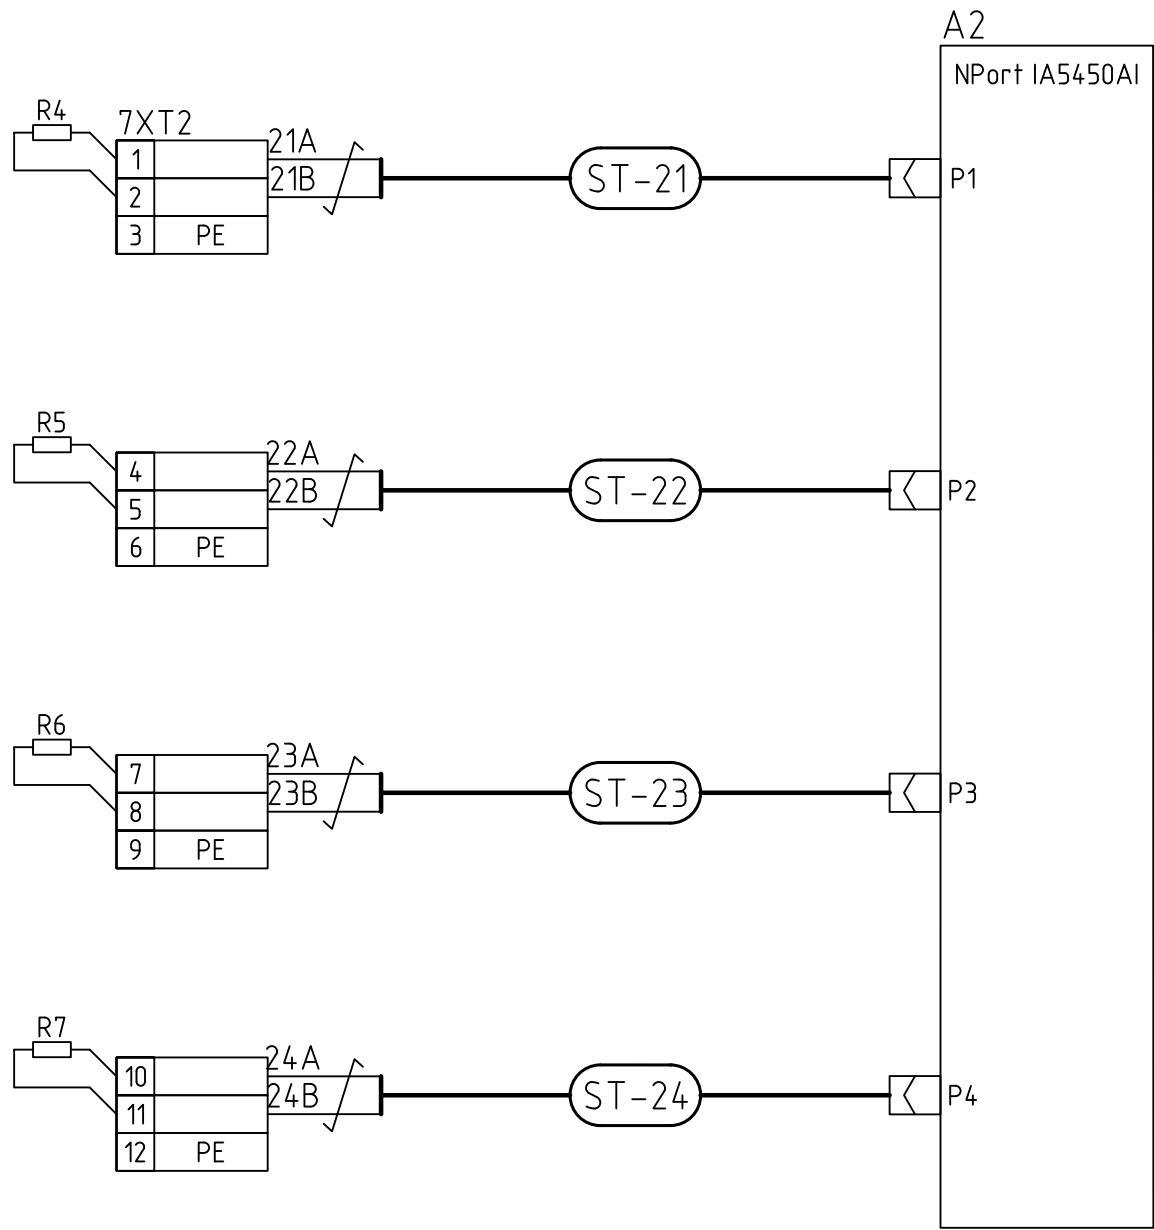 A2
NPort IA5450AI
R4
7XT2
1
21A
2
21B
3 PE
ST-21
P1
R5
4
22A
5
22B
6 PE
ST-22
P2
R6
7
23A
8
23B
9 PE
ST-23
P3
R7
10
24A
11
24B
12 PE
ST-24
P4